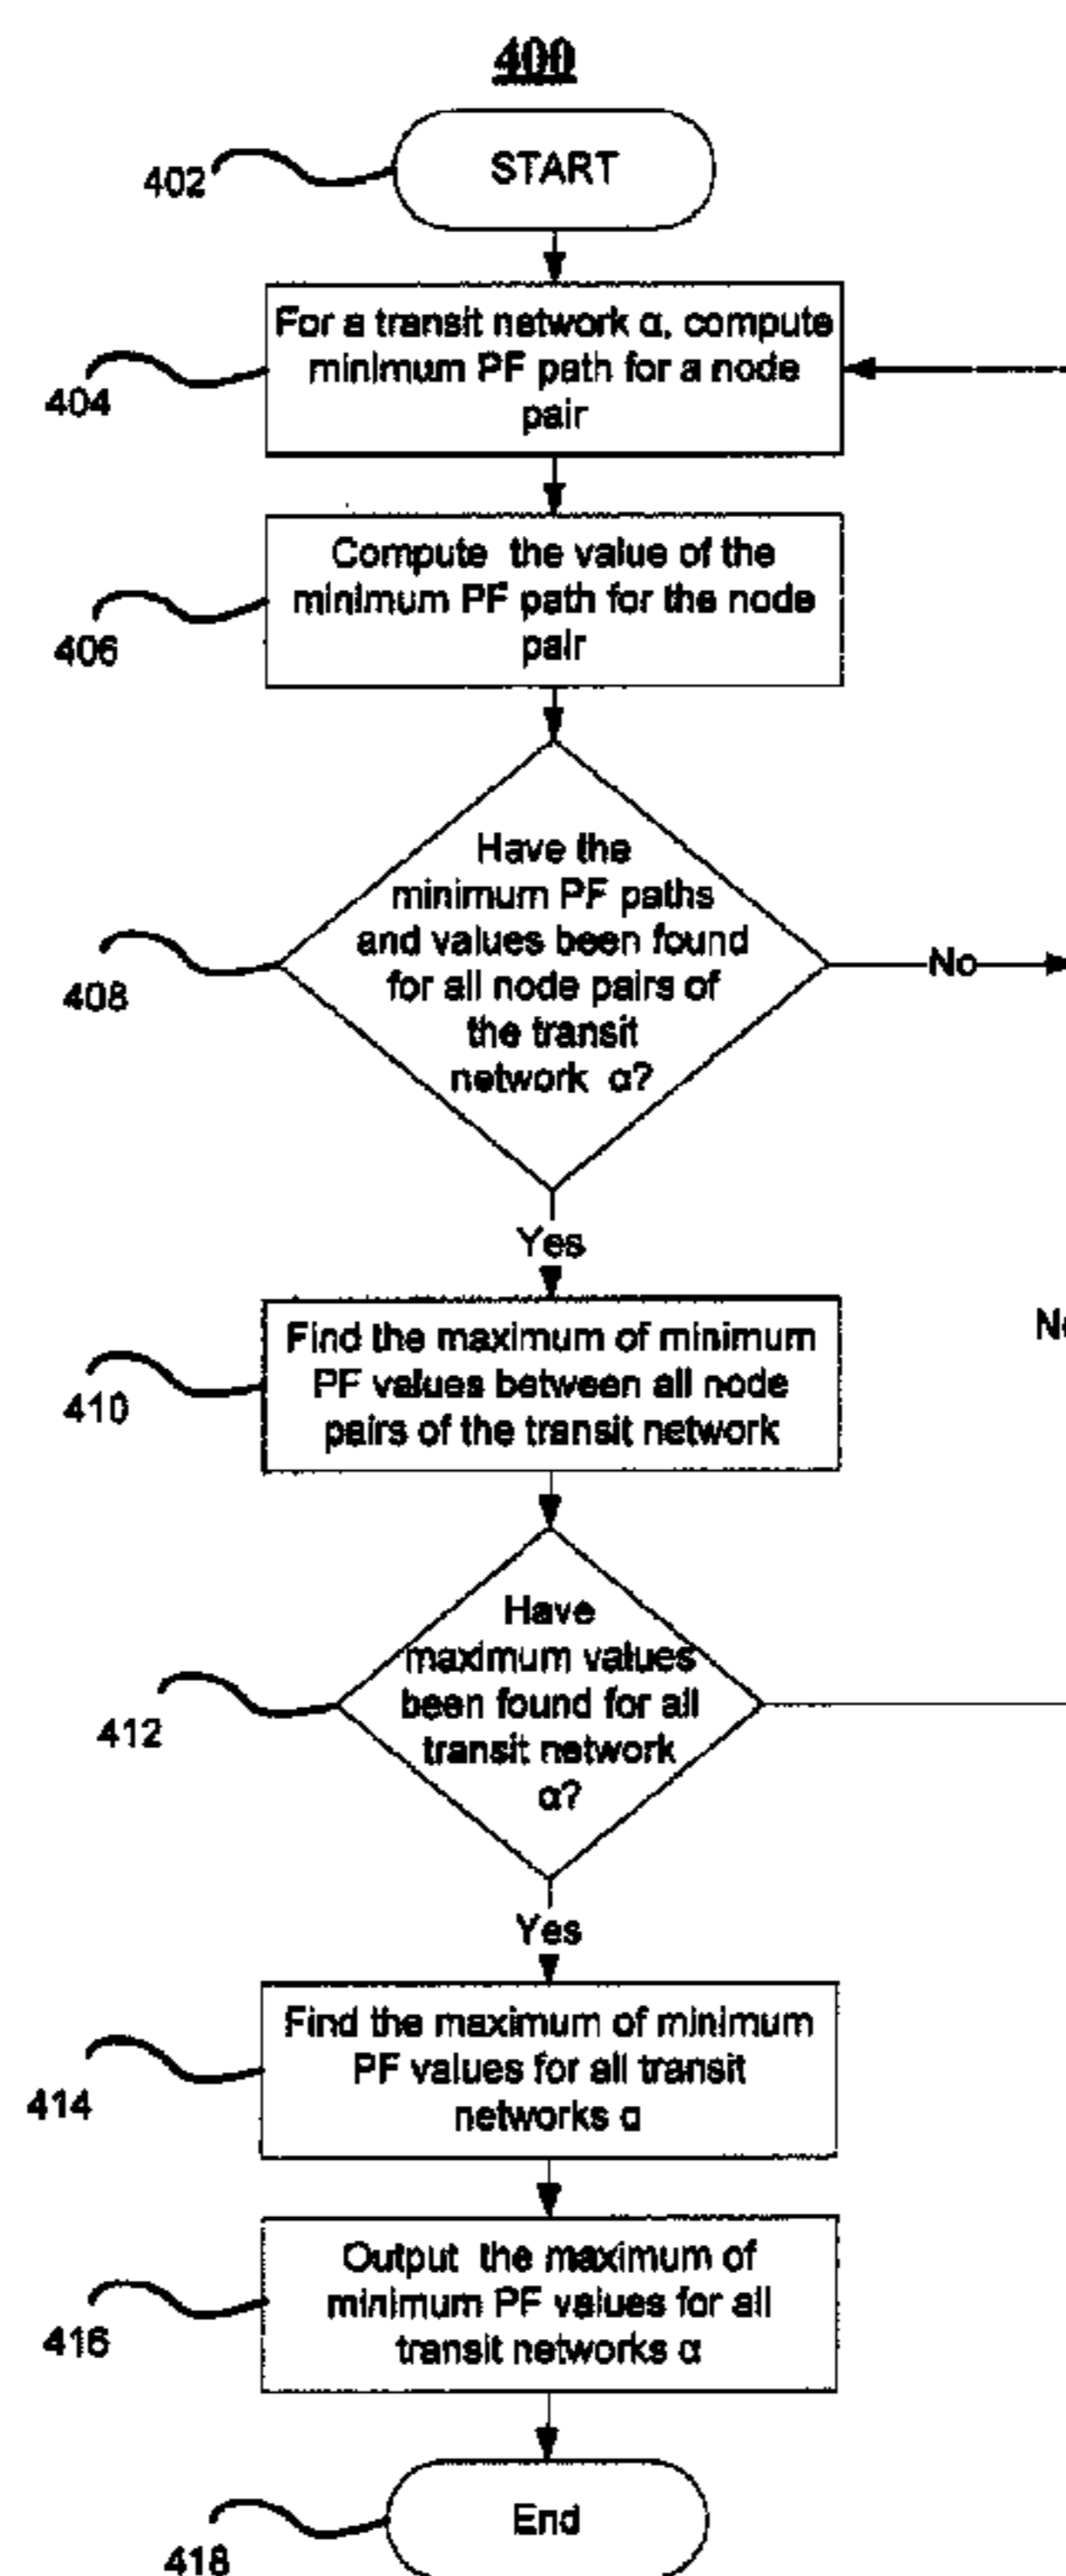 400
402
START
For a transit network α, compute
minimum PF path for a node
pair
404
Compute the value of the
minimum PF path for the node
pair
406
Have the
minimum PF paths
and values been found
for all node pairs of
the transit
network α?
408
No
Yes
Find the maximum of minimum
PF values between all node
pairs of the transit network
410
Have
maximum values
been found for all
transit network
α?
412
Yes
Find the maximum of minimum
PF values for all transit
networks α
414
Output the maximum of
minimum PF values for all
transit networks α
416
End
418